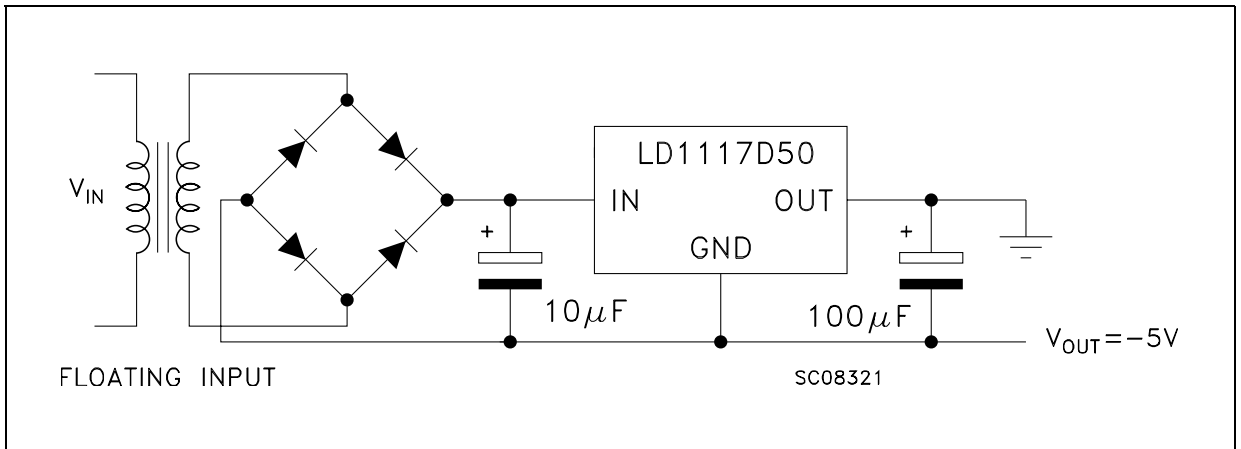 LD1117D50
V_IN
IN
OUT
+
+
GND
10μF
100μF
V_OUT=−5V
FLOATING INPUT
SC08321